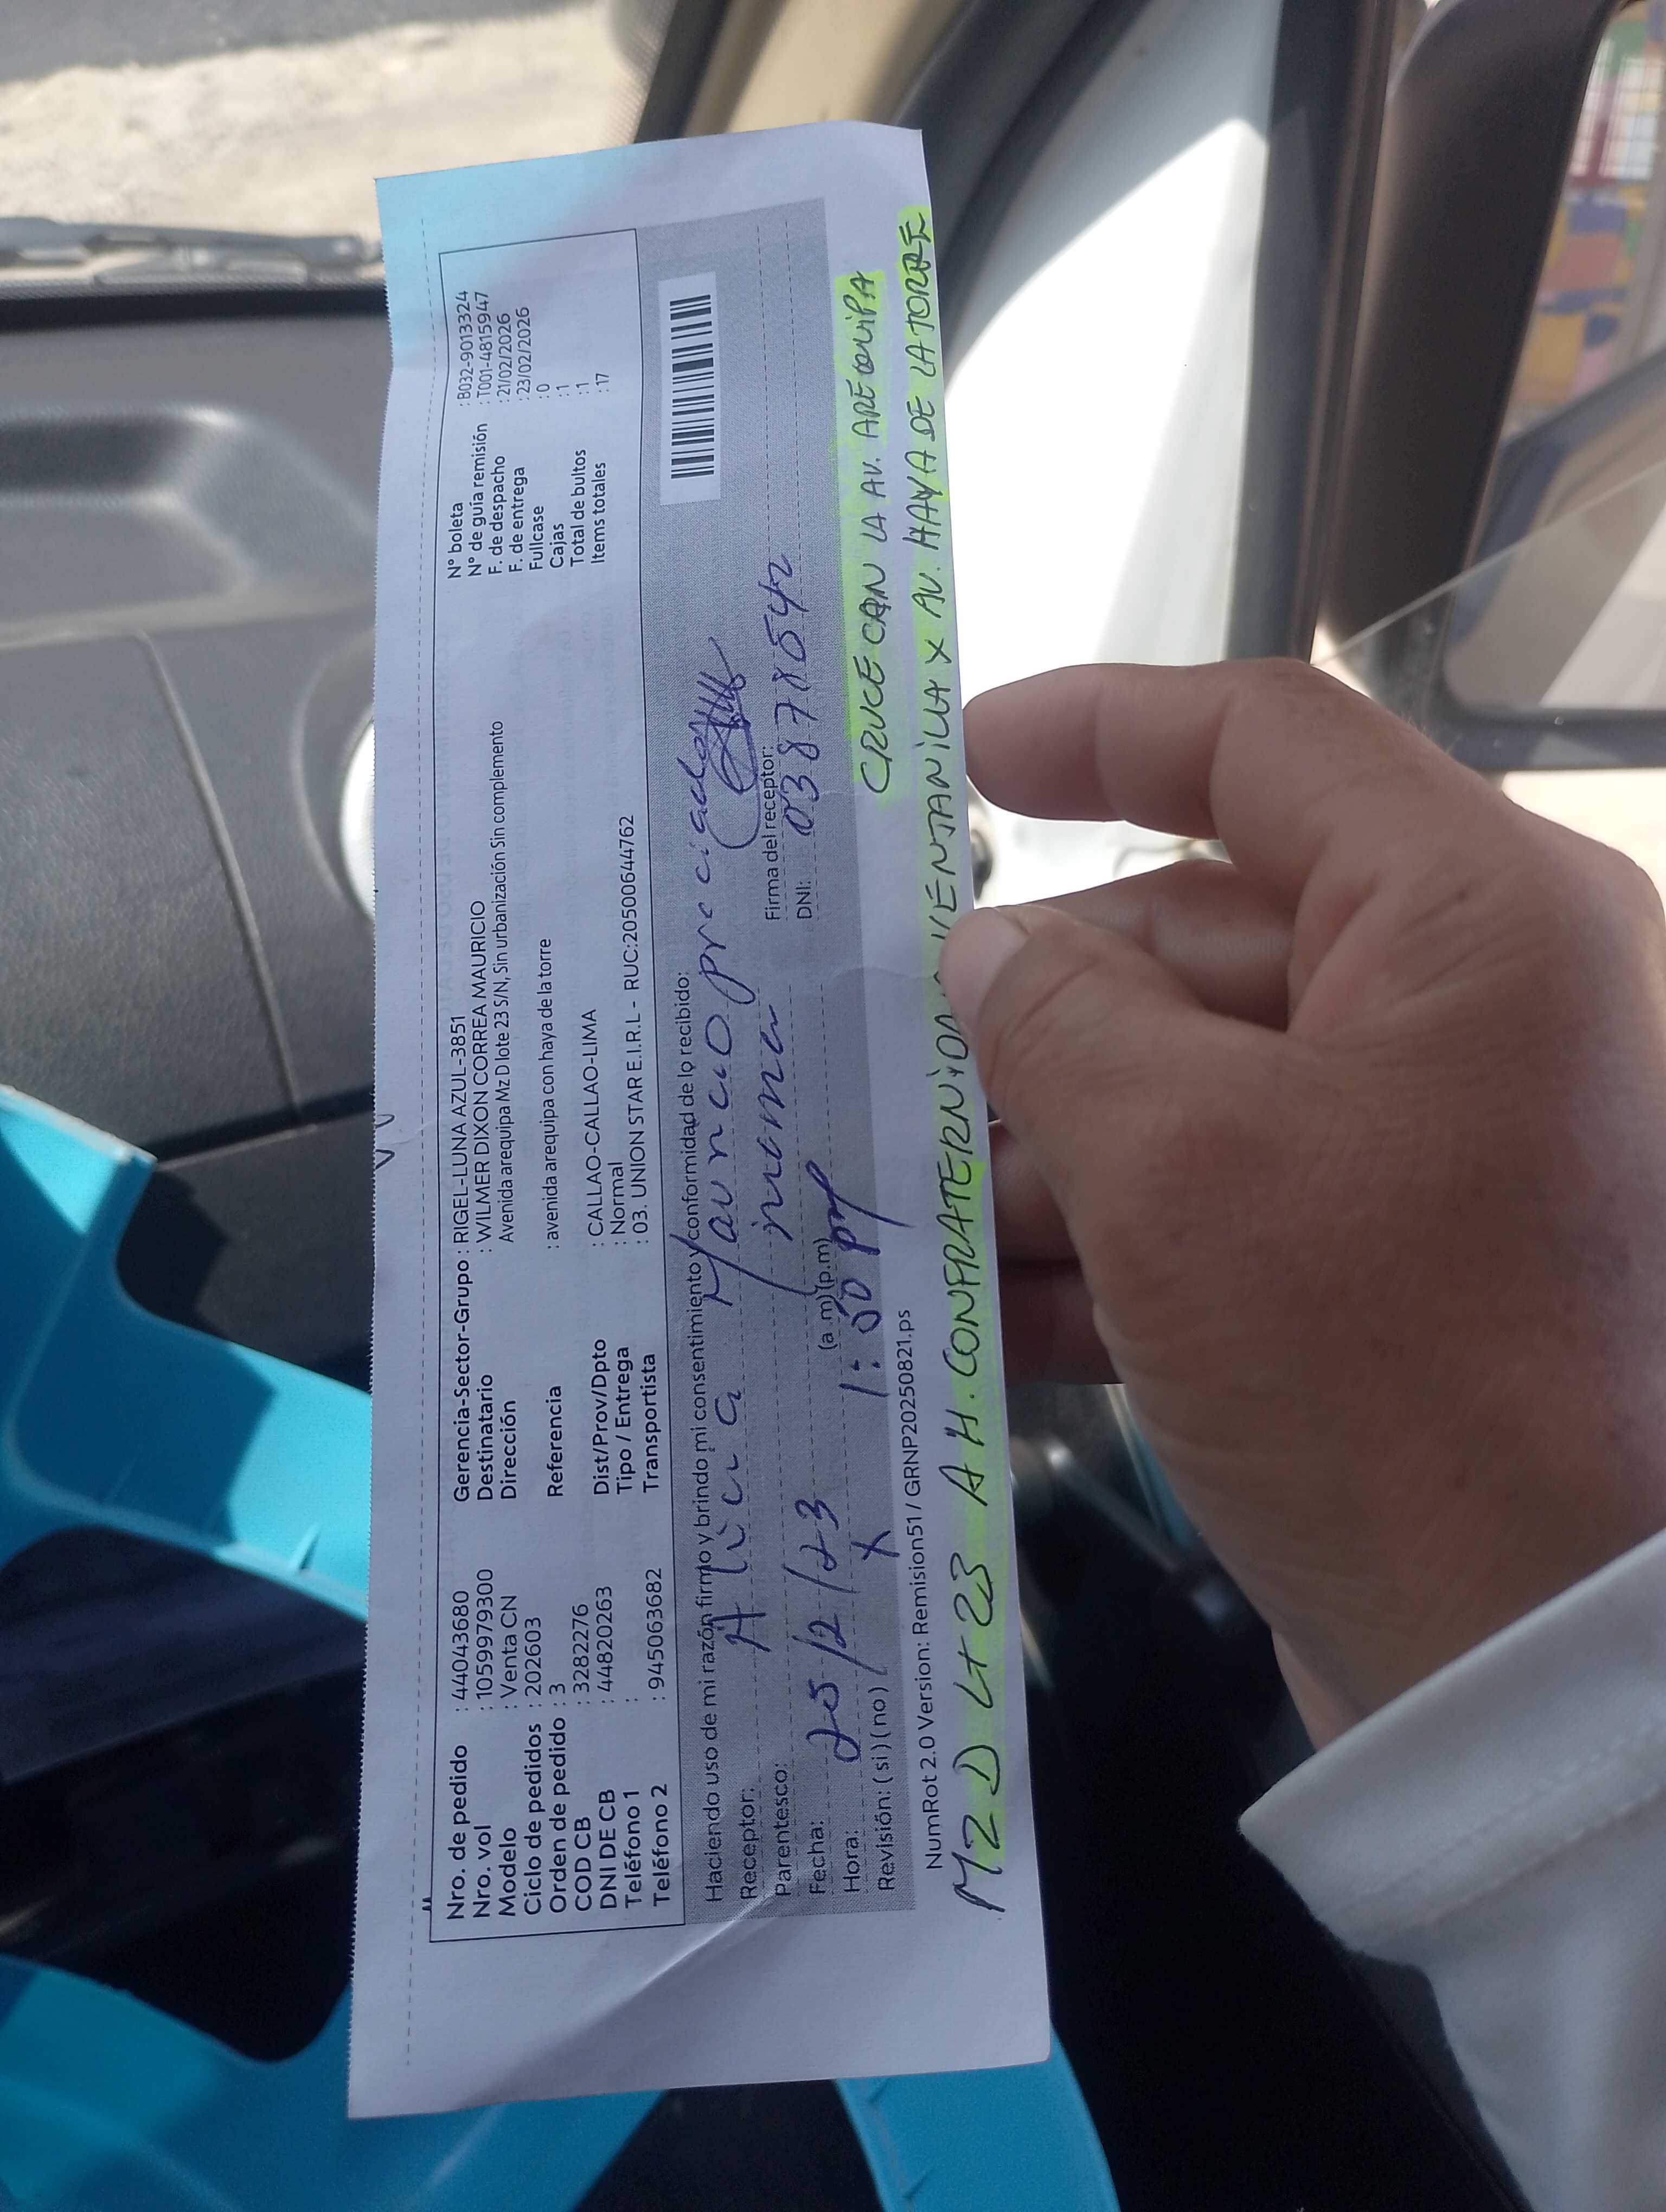 Nro. de pedido : 44043680
Nro. vol : 1059979300
Modelo : Venta CN
Ciclo de pedidos : 202603
Orden de pedido : 3
COD CB : 3282276
DNI DE CB : 44820263
Teléfono 1 :
Teléfono 2 : 945063682
Gerencia-Sector-Grupo : RIGEL-LUNA AZUL-3851
Destinatario : WILMER DIXON CORREA MAURICIO
Dirección Avenida arequipa Mz D lote 23 S/N, Sin urbanización Sin complemento
Referencia : avenida arequipa con haya de la torre
Dist/Prov/Dpto : CALLAO-CALLAO-LIMA
Tipo / Entrega : Normal
Transportista : 03. UNION STAR E.I.R.L - RUC:20500644762
N° boleta : B032-9013324
N° de guía remisión : T001-4815947
F. de despacho : 21/02/2026
F. de entrega : 23/02/2026
Fullcase : 0
Cajas : 1
Total de bultos : 1
Items totales : 17
Haciendo uso de mi razón firmo y brindo mi consentimiento y conformidad de lo recibido:
Receptor: Alicia Mauricio preciado
Parentesco: mama
Firma del receptor:
Fecha: 25/2/23
DNI: 03878542
Hora: 1:50 pm (a.m)(p.m)
Revisión: (si)(no) X
NumRot 2.0 Version: Remision51 / GRNP20250821.ps
CRUCE CON LA AV. AREQUIPA
MZ D Lt 23 A H. CONFRATERNIDA VENTANILLA X AV. HAYA DE LA TORRE